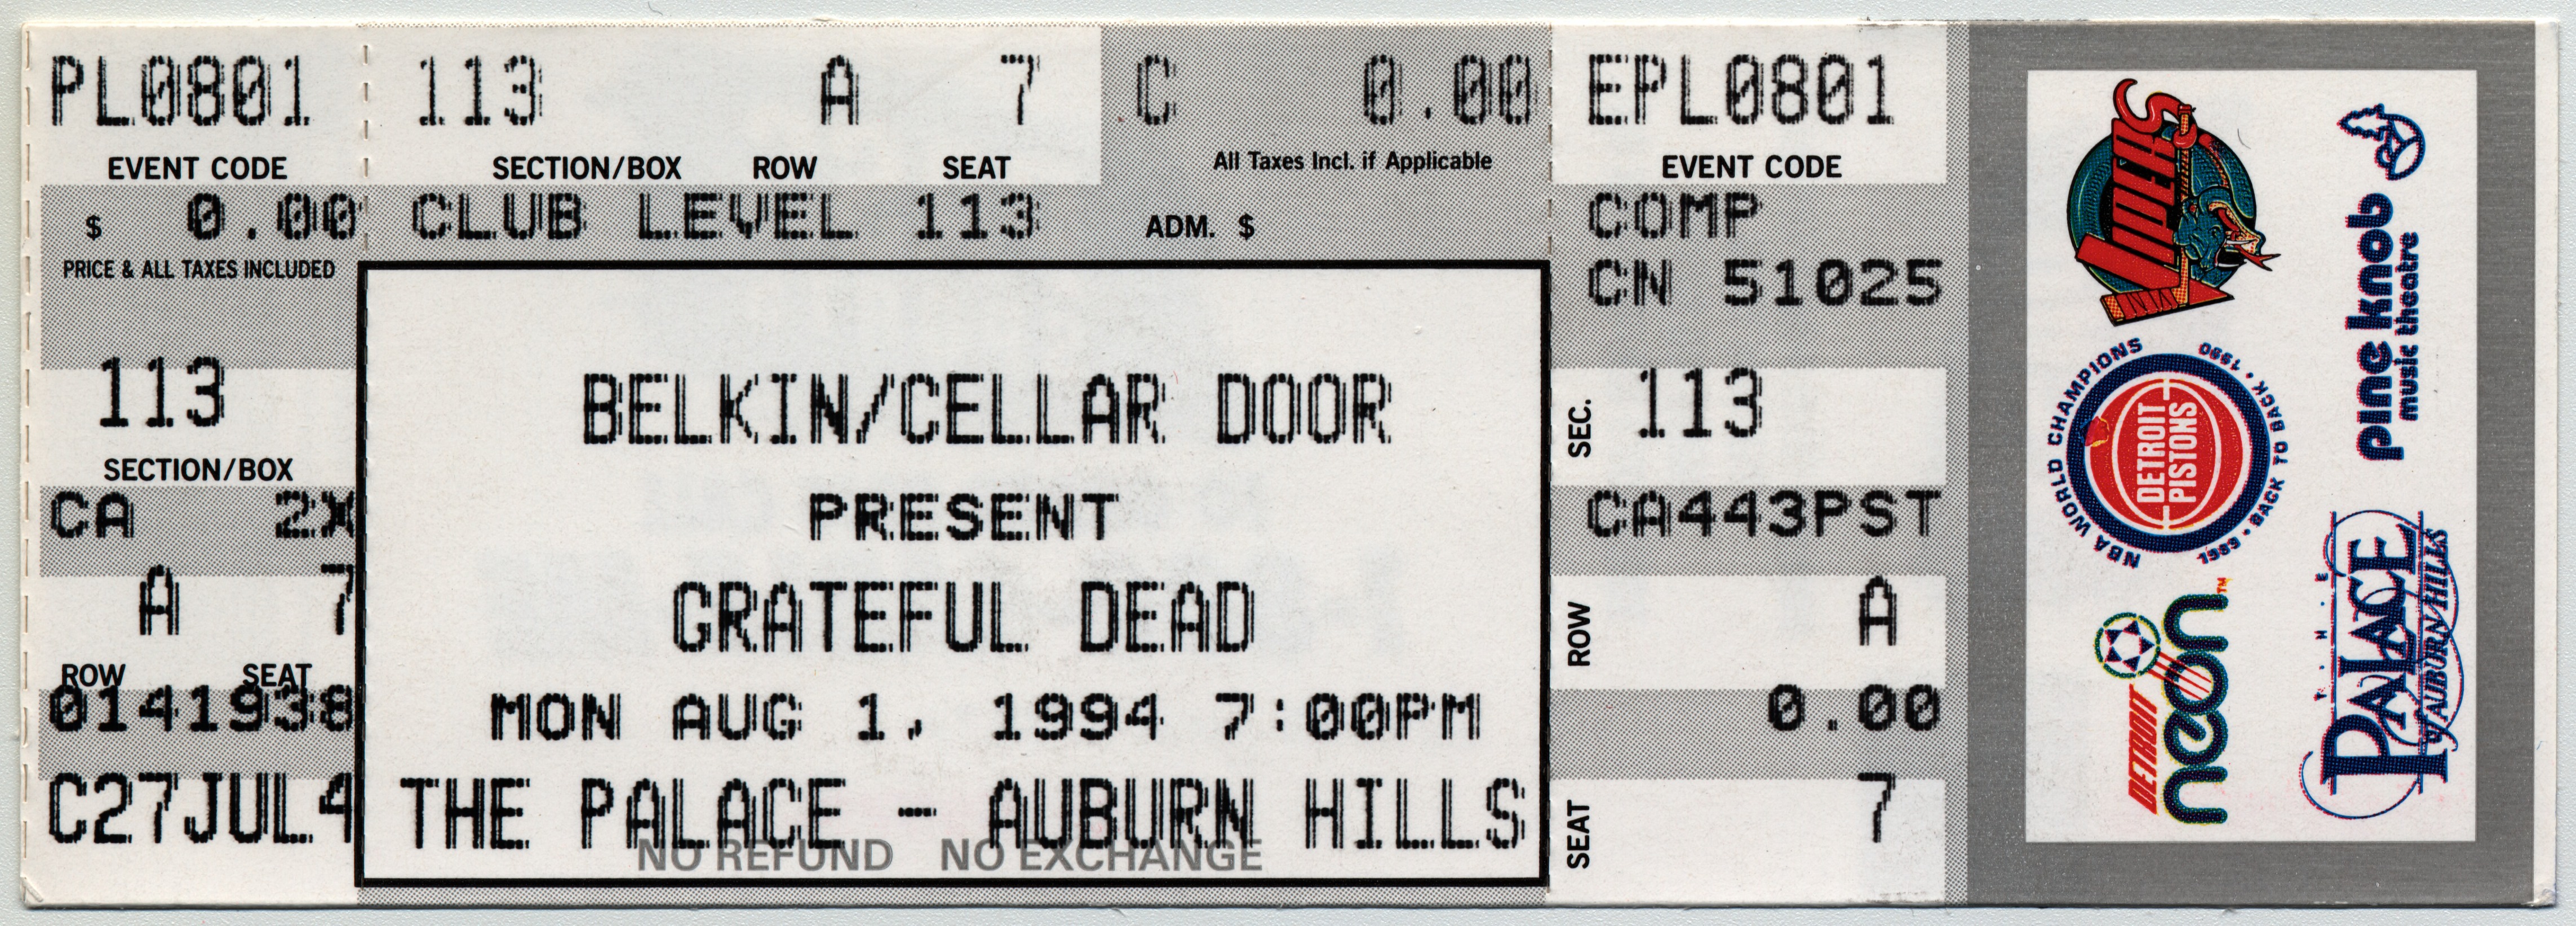 PL0801
EVENT CODE
$ 0.00
PRICE & ALL TAXES INCLUDED
113
SECTION/BOX
CA 2X
A 7
ROW SEAT
0141938
C27JUL4
113 A 7
SECTION/BOX ROW SEAT
CLUB LEVEL 113
C 0.00
All Taxes Incl. if Applicable
ADM. $
BELKIN/CELLAR DOOR
PRESENT
GRATEFUL DEAD
MON AUG 1, 1994 7:00PM
THE PALACE - AUBURN HILLS
NO REFUND NO EXCHANGE
EPL0801
EVENT CODE
COMP
CN 51025
SEC. 113
CA443PST
ROW A
0.00
SEAT 7
VIPERS
NBA WORLD CHAMPIONS
1989 • BACK TO BACK • 1990
DETROIT
PISTONS
DETROIT
neon™
pine knob
music theatre
THE
PALACE
of AUBURN HILLS